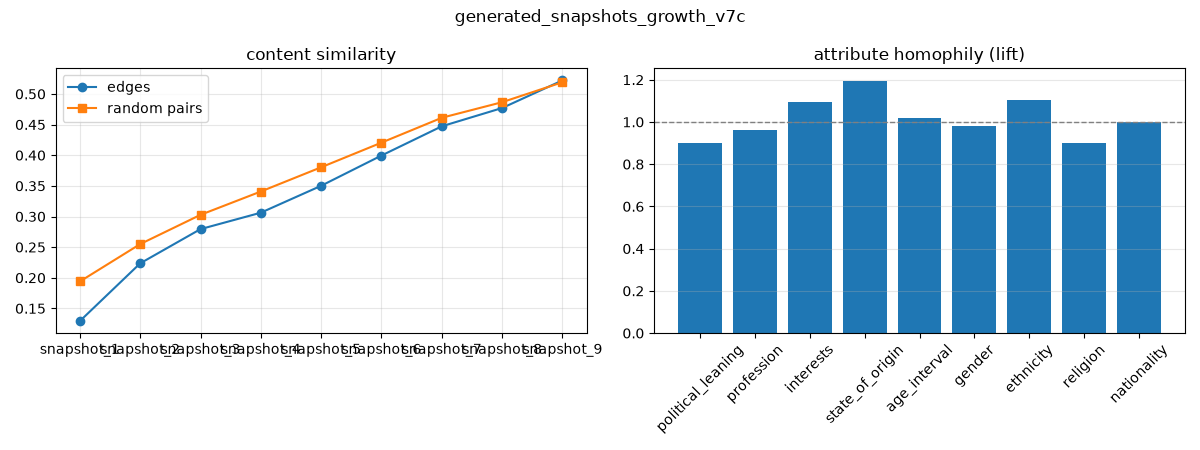 generated_snapshots_growth_v7c
content similarity
edges
random pairs
0.50
0.45
0.40
0.35
0.30
0.25
0.20
0.15
snapshot_1
snapshot_2
snapshot_3
snapshot_4
snapshot_5
snapshot_6
snapshot_7
snapshot_8
snapshot_9
attribute homophily (lift)
1.2
1.0
0.8
0.6
0.4
0.2
0.0
political_leaning
profession
interests
state_of_origin
age_interval
gender
ethnicity
religion
nationality